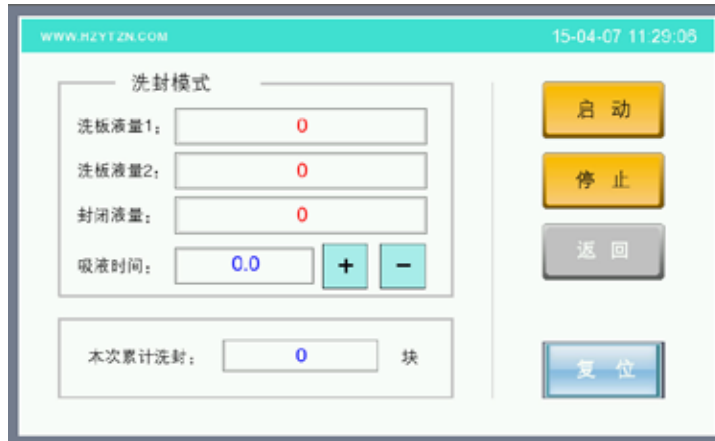 WWW.HZYTZN.COM 15-04-07 11:29:06
洗封模式
洗板液量1: 0
洗板液量2: 0
封闭液量: 0
吸液时间: 0.0 + −
本次累计洗封: 0 块
启 动
停 止
返 回
复 位